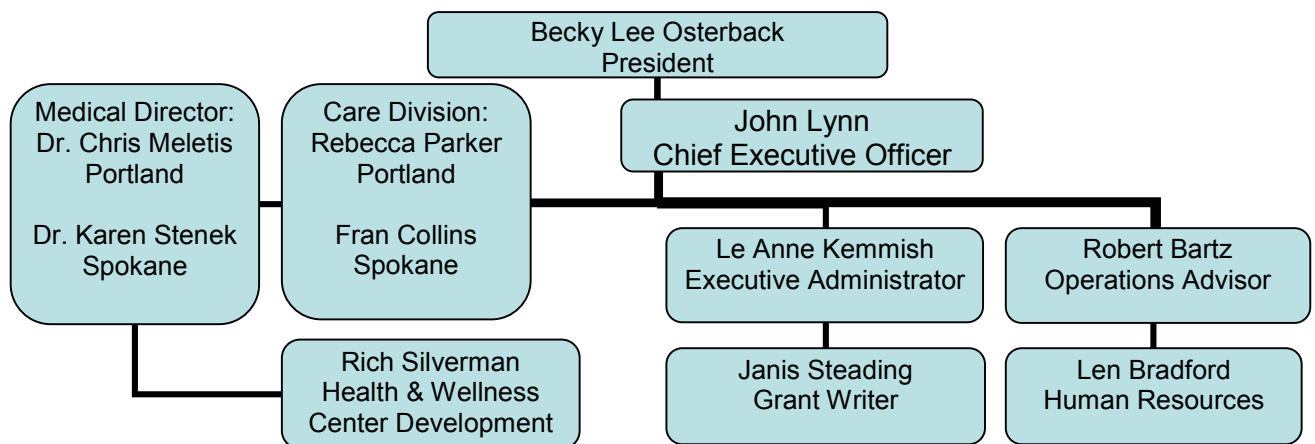 Becky Lee Osterback
President
Medical Director:
Dr. Chris Meletis
Portland
Dr. Karen Stenek
Spokane
Care Division:
Rebecca Parker
Portland
Fran Collins
Spokane
John Lynn
Chief Executive Officer
Le Anne Kemmish
Executive Administrator
Robert Bartz
Operations Advisor
Rich Silverman
Health & Wellness
Center Development
Janis Steading
Grant Writer
Len Bradford
Human Resources